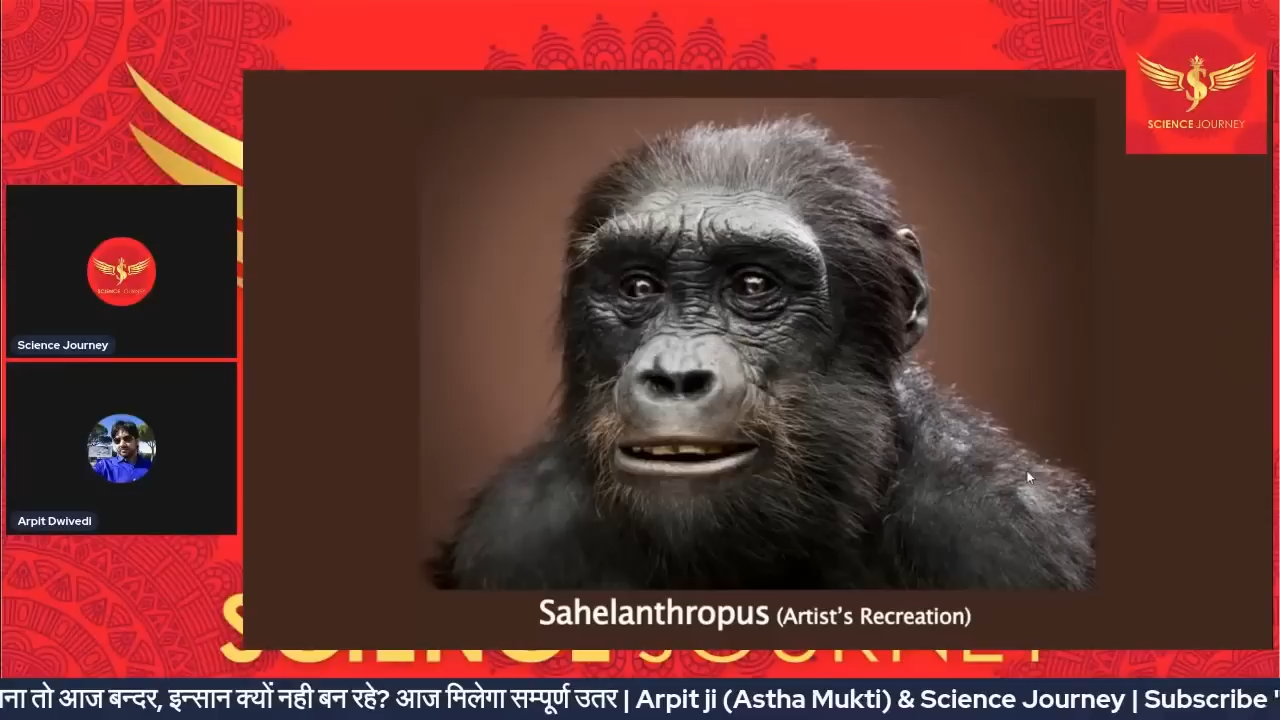 SCIENCE JOURNEY
Science Journey
Arpit Dwivedi
Sahelanthropus (Artist's Recreation)
तो आज बन्दर, इन्सान क्यों नही बन रहे? आज मिलेगा सम्पूर्ण उतर | Arpit ji (Astha Mukti) & Science Journey | Subscribe